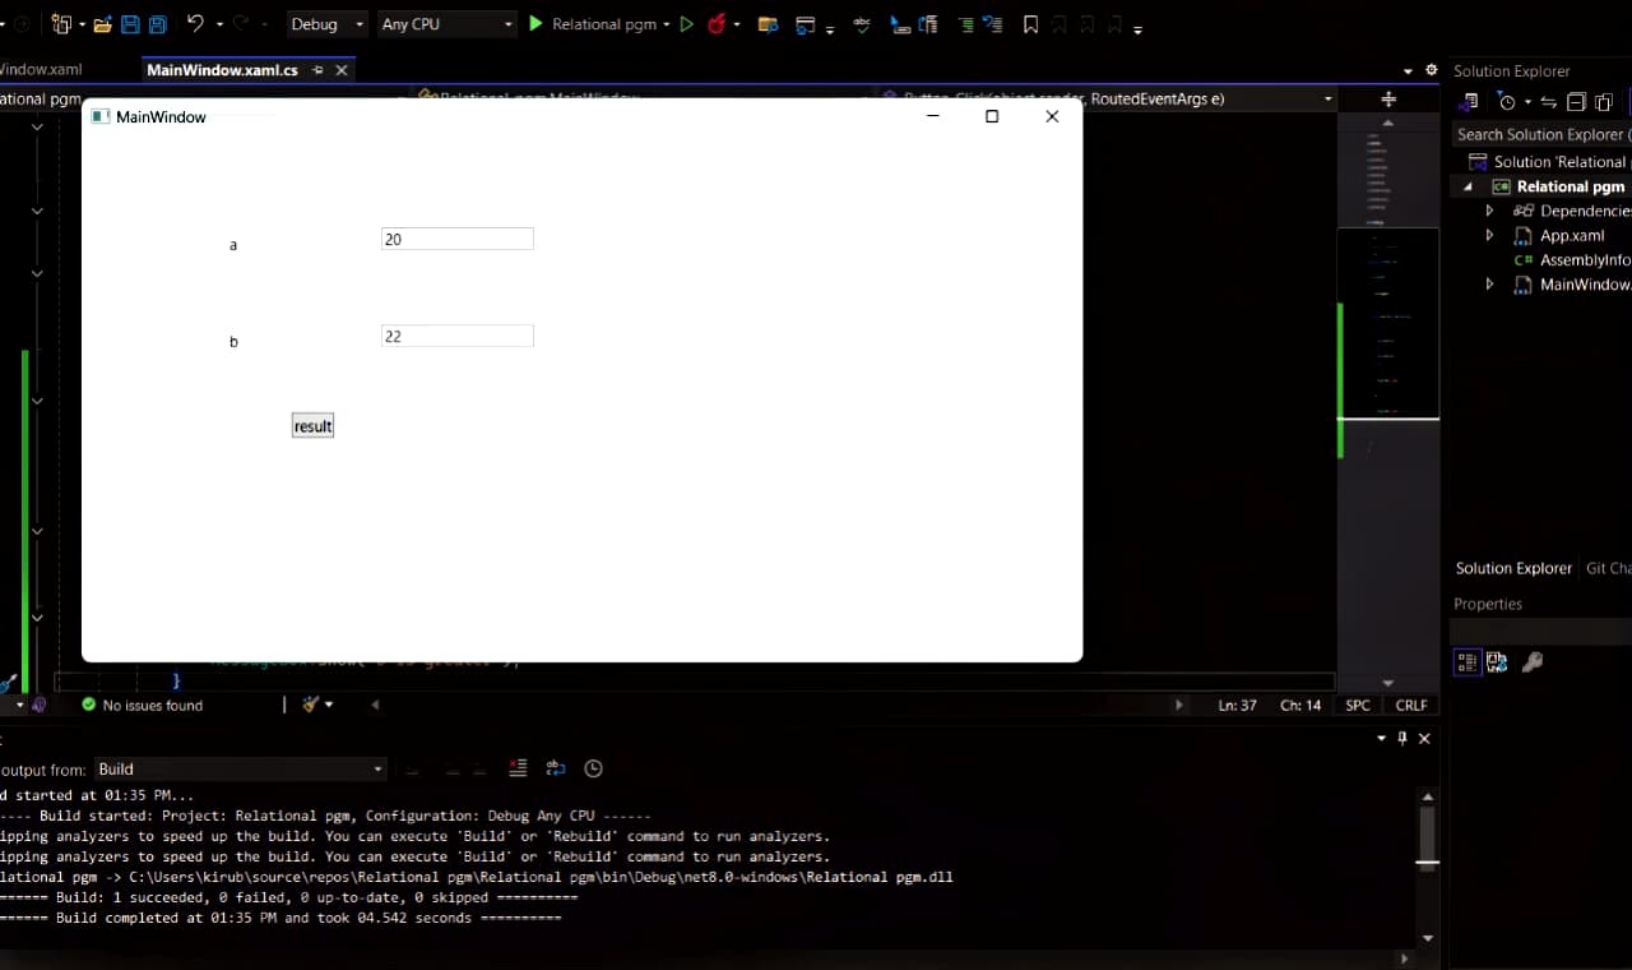 Debug
Any CPU
Relational pgm
Window.xaml
MainWindow.xaml.cs
Solution Explorer
ational pgm
RoutedEventArgs e)
MainWindow
Search Solution Explorer (
Solution 'Relational
Relational pgm
Dependencies
App.xaml
AssemblyInfo
MainWindow.
a
20
b
22
result
Solution Explorer
Git Cha
Properties
}
No issues found
Ln: 37
Ch: 14
SPC
CRLF
output from:
Build
d started at 01:35 PM...
---- Build started: Project: Relational pgm, Configuration: Debug Any CPU ------
ipping analyzers to speed up the build. You can execute 'Build' or 'Rebuild' command to run analyzers.
ipping analyzers to speed up the build. You can execute 'Build' or 'Rebuild' command to run analyzers.
lational pgm -> C:\Users\kirub\source\repos\Relational pgm\Relational pgm\bin\Debug\net8.0-windows\Relational pgm.dll
====== Build: 1 succeeded, 0 failed, 0 up-to-date, 0 skipped ==========
====== Build completed at 01:35 PM and took 04.542 seconds ==========